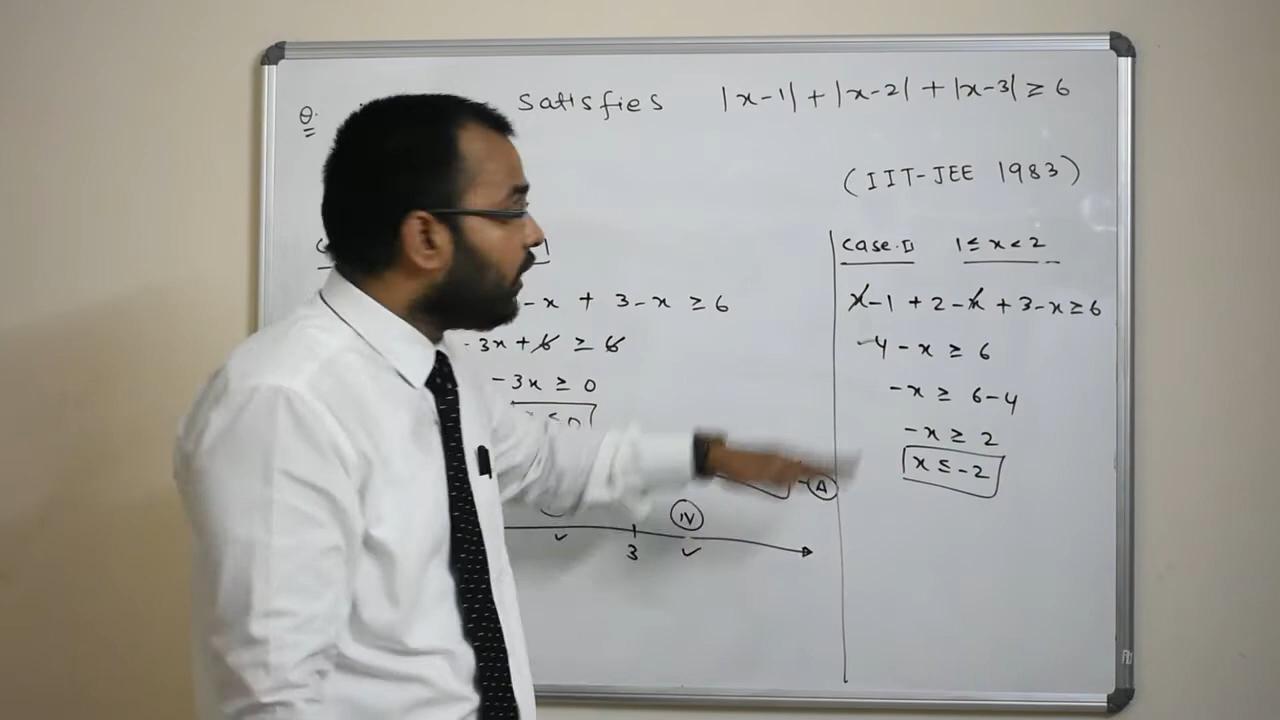 Q. satisfies |x-1| + |x-2| + |x-3| ≥ 6
(IIT-JEE 1983)
1
-x + 3-x ≥ 6
-3x + 6 ≥ 6
-3x ≥ 0
A
IV
3
Case.II 1 ≤ x < 2
x-1 + 2-x + 3-x ≥ 6
4 - x ≥ 6
-x ≥ 6-4
-x ≥ 2
x ≤ -2